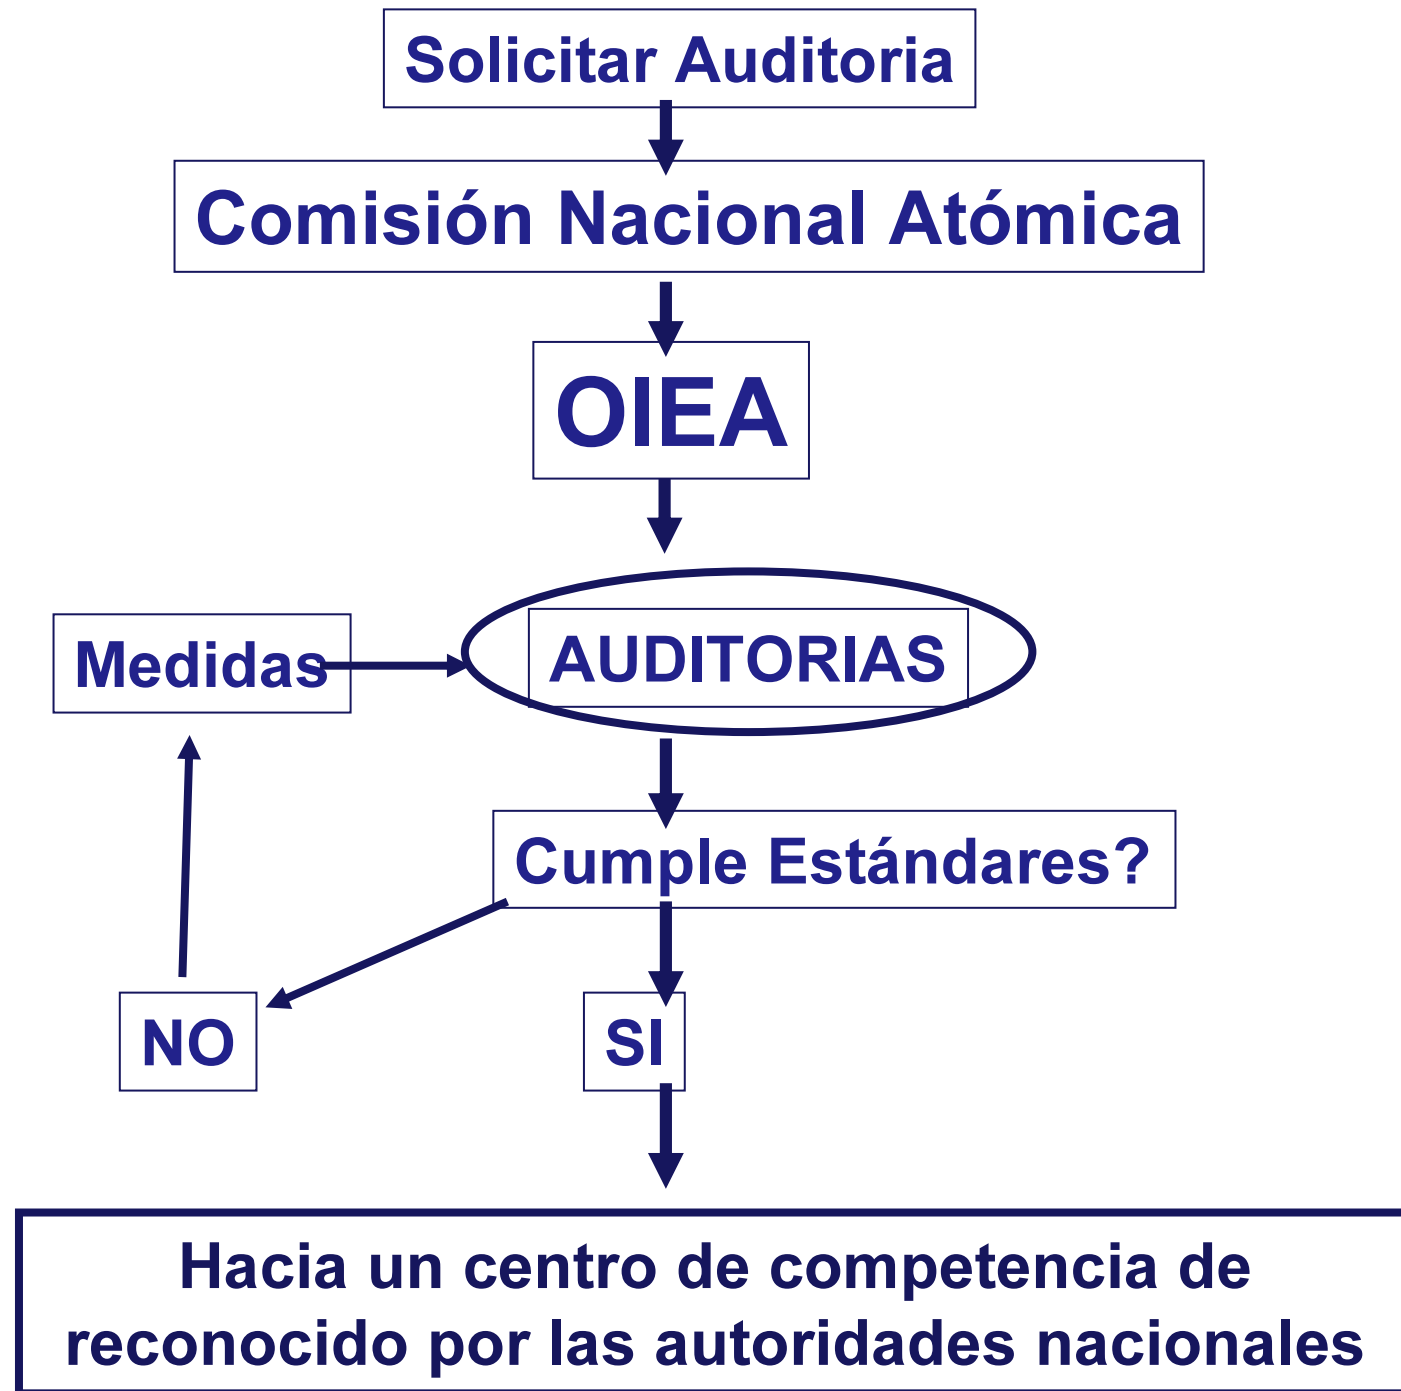 Solicitar Auditoria
Comisión Nacional Atómica
OIEA
Medidas
AUDITORIAS
Cumple Estándares?
NO
SI
Hacia un centro de competencia de
reconocido por las autoridades nacionales